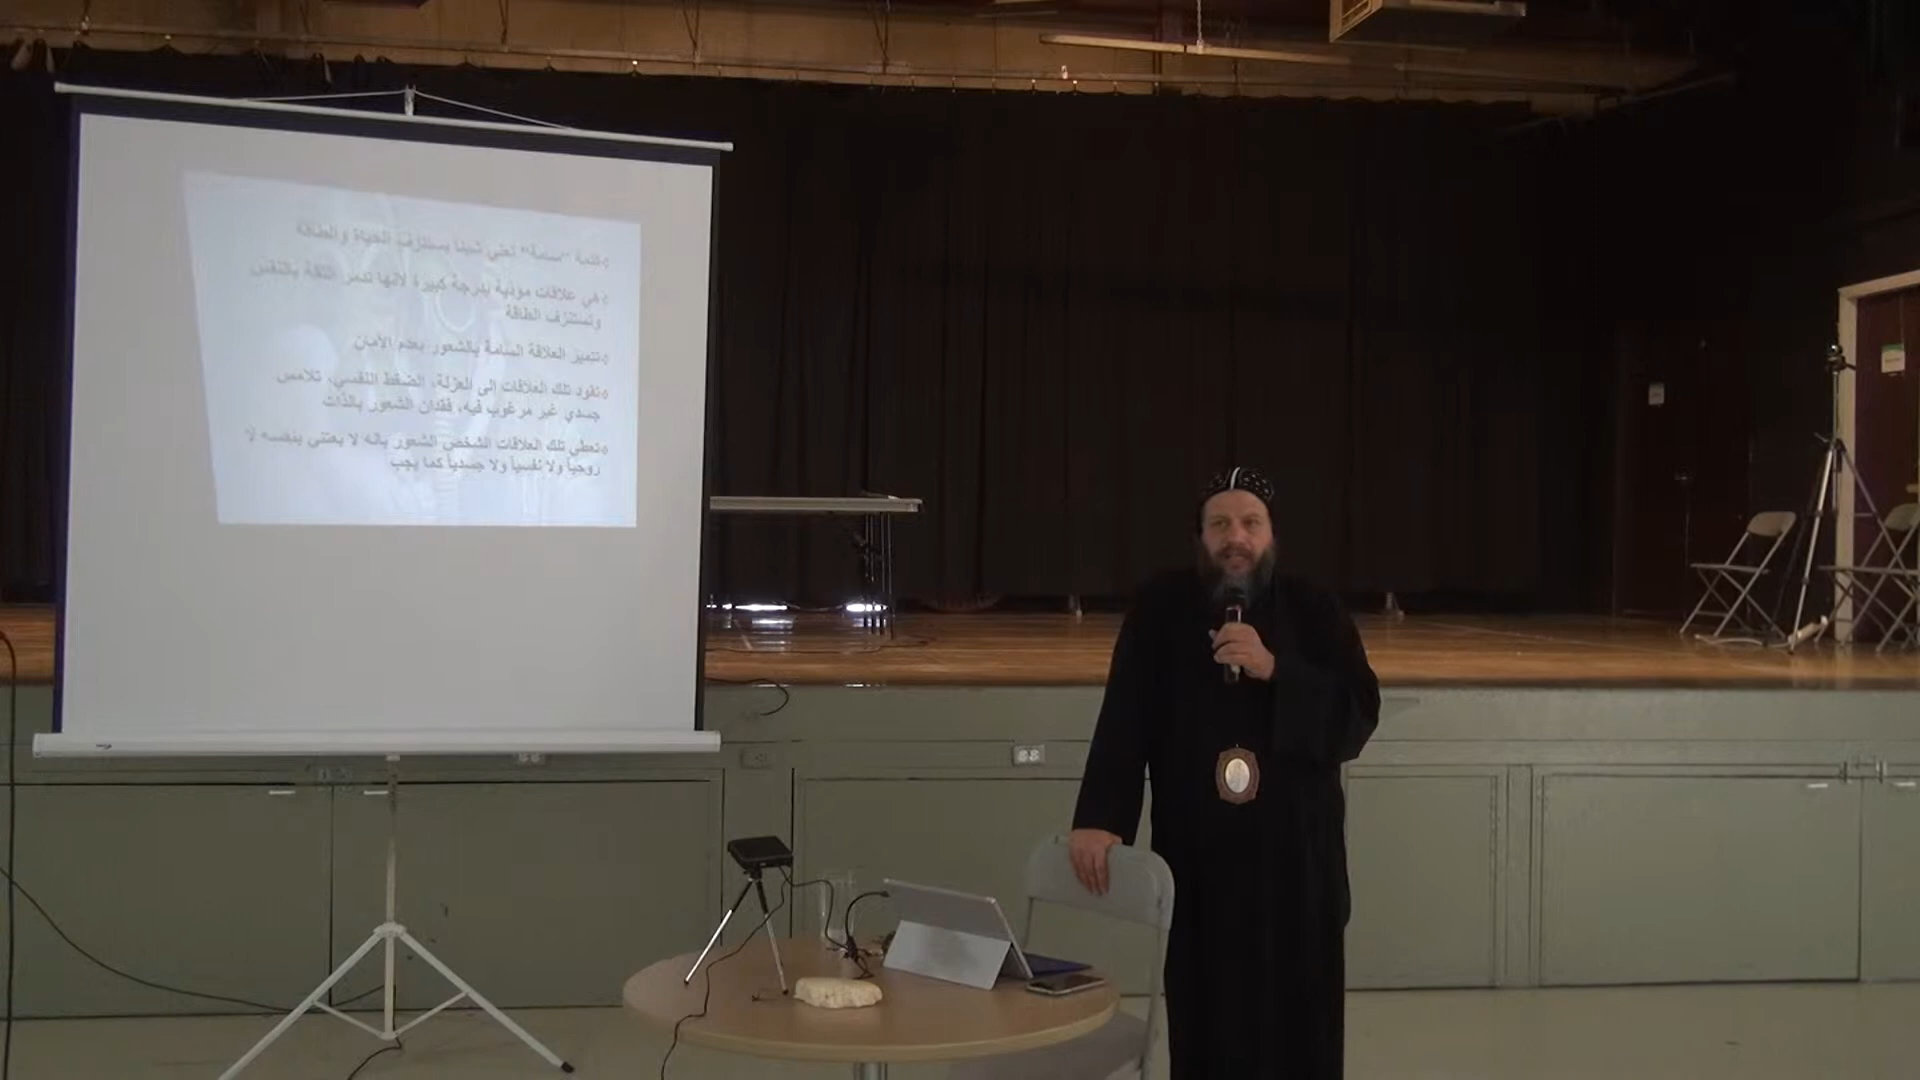 كلمة "سامة" تعني شيئا يستنزف الحياة والطاقة
هي علاقات مؤذية بدرجة كبيرة لأنها تدمر الثقة بالنفس
وتستنزف الطاقة
تتميز العلاقة السامة بالشعور بعدم الأمان
تقود تلك العلاقات الى العزلة، الضغط النفسي، تلامس
جسدي غير مرغوب فيه، فقدان الشعور بالذات
تعطي تلك العلاقات الشخص الشعور بأنه لا يعتني بنفسه لا
روحياً ولا نفسياً ولا جسدياً كما يجب